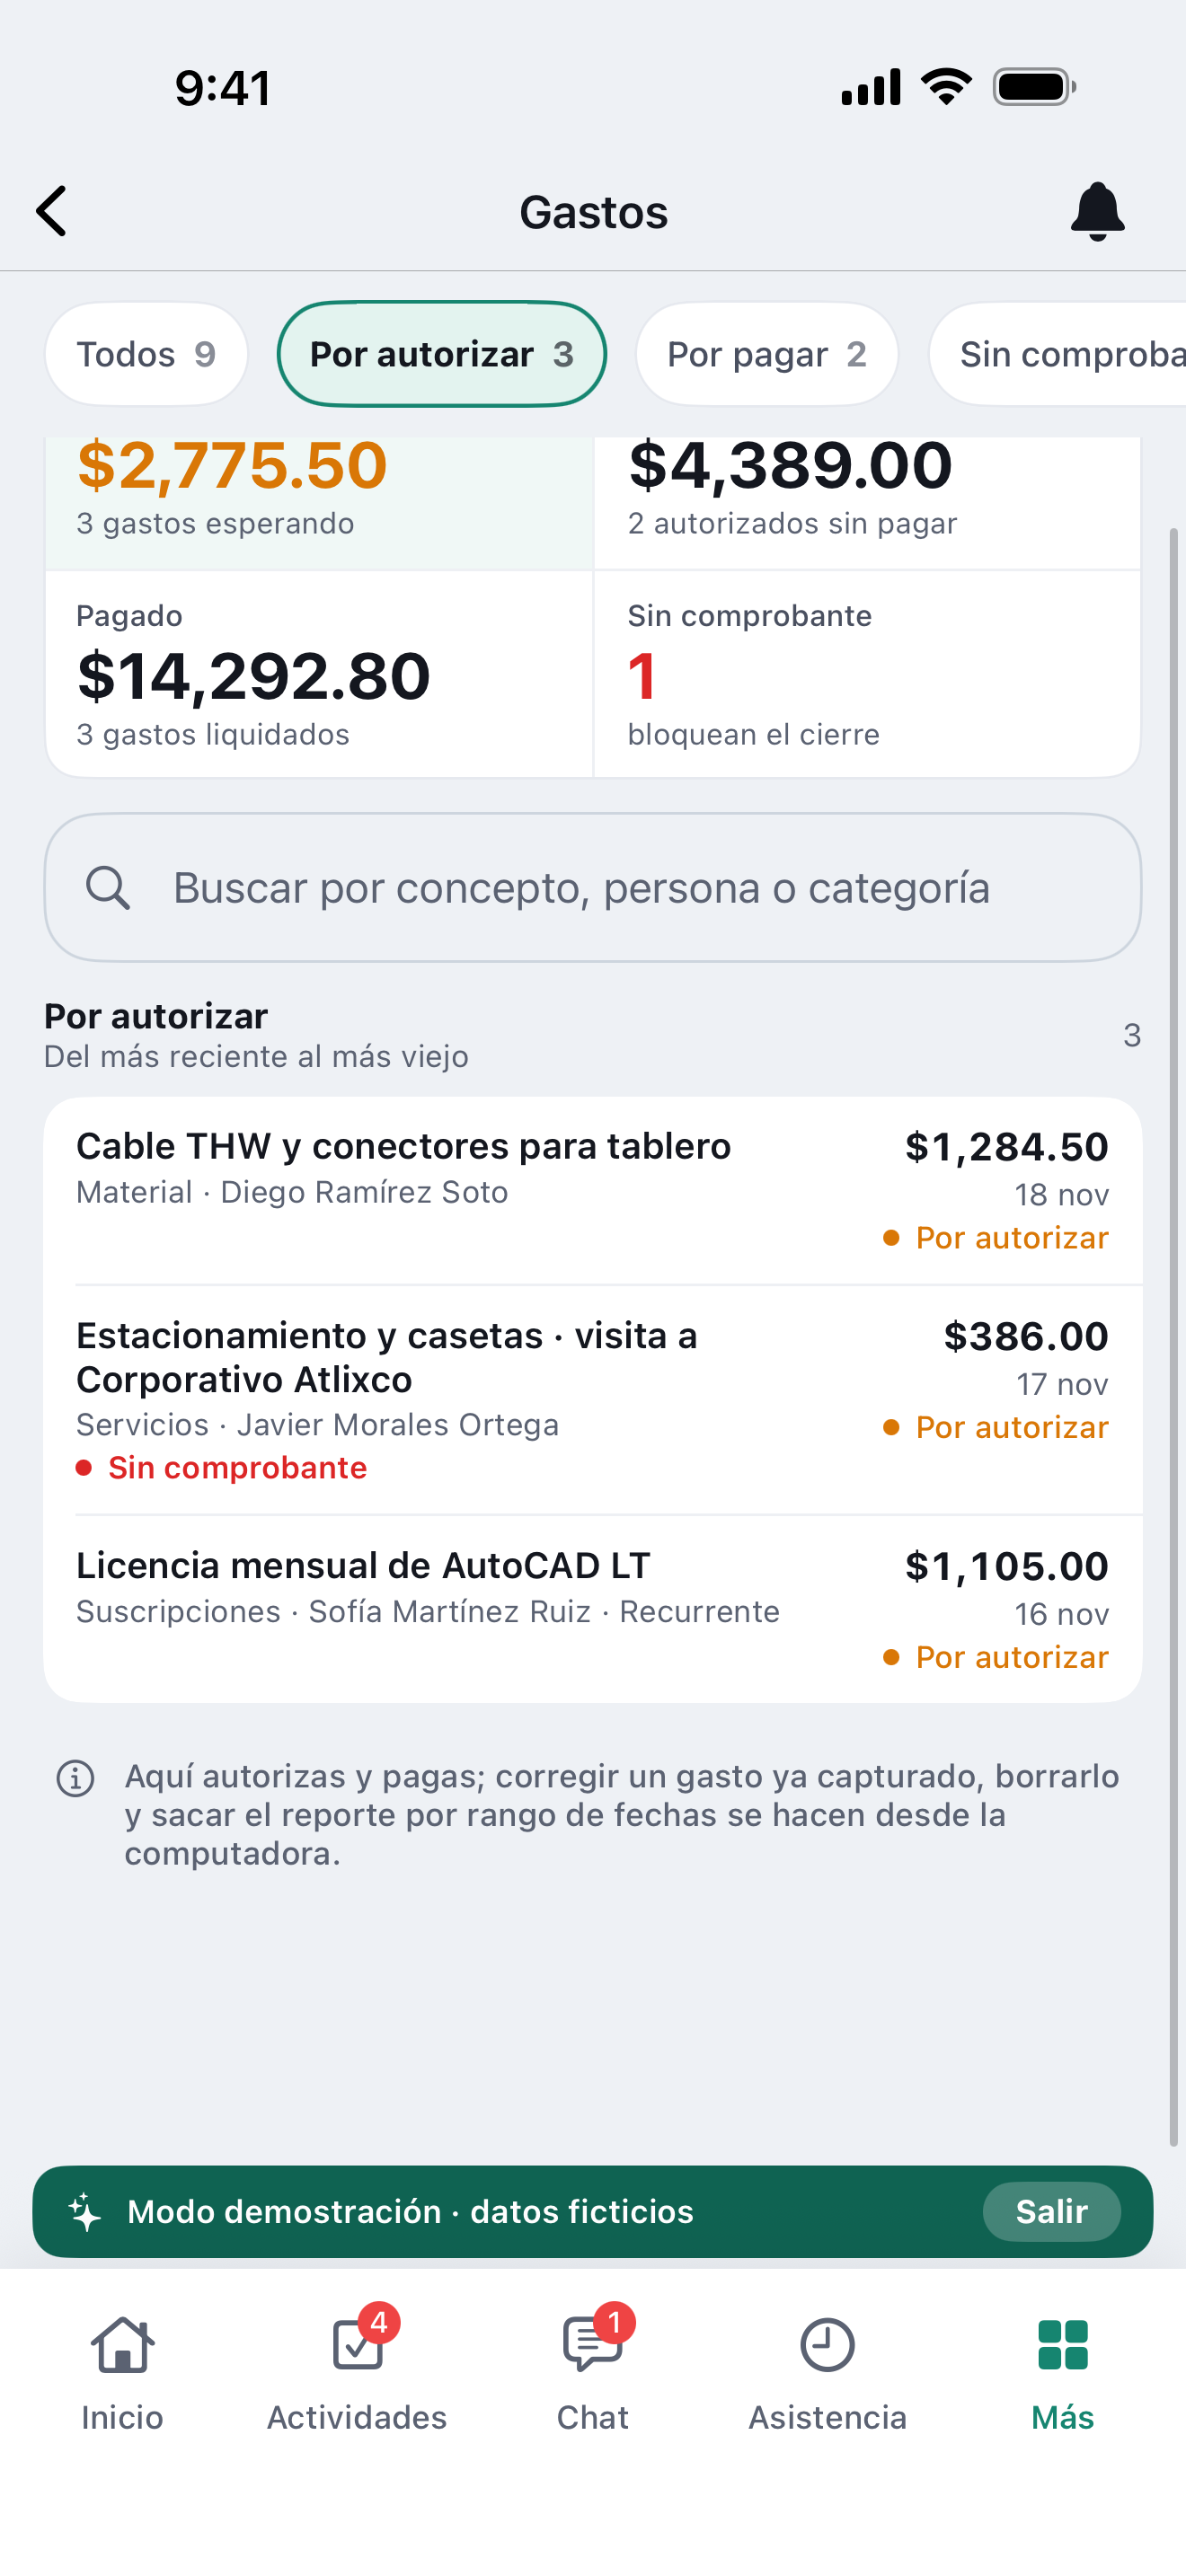 9:41
Gastos
Todos 9
Por autorizar 3
Por pagar 2
Sin comproba
$2,775.50
3 gastos esperando
$4,389.00
2 autorizados sin pagar
Pagado
$14,292.80
3 gastos liquidados
Sin comprobante
1
bloquean el cierre
Buscar por concepto, persona o categoría
Por autorizar
Del más reciente al más viejo
3
Cable THW y conectores para tablero
Material · Diego Ramírez Soto
$1,284.50
18 nov
Por autorizar
Estacionamiento y casetas · visita a
Corporativo Atlixco
Servicios · Javier Morales Ortega
Sin comprobante
$386.00
17 nov
Por autorizar
Licencia mensual de AutoCAD LT
Suscripciones · Sofía Martínez Ruiz · Recurrente
$1,105.00
16 nov
Por autorizar
Aquí autorizas y pagas; corregir un gasto ya capturado, borrarlo
y sacar el reporte por rango de fechas se hacen desde la
computadora.
Modo demostración · datos ficticios
Salir
Inicio
4
Actividades
1
Chat
Asistencia
Más